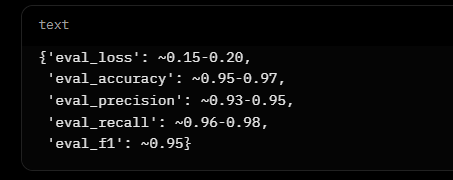 text
{'eval_loss': ~0.15-0.20,
 'eval_accuracy': ~0.95-0.97,
 'eval_precision': ~0.93-0.95,
 'eval_recall': ~0.96-0.98,
 'eval_f1': ~0.95}